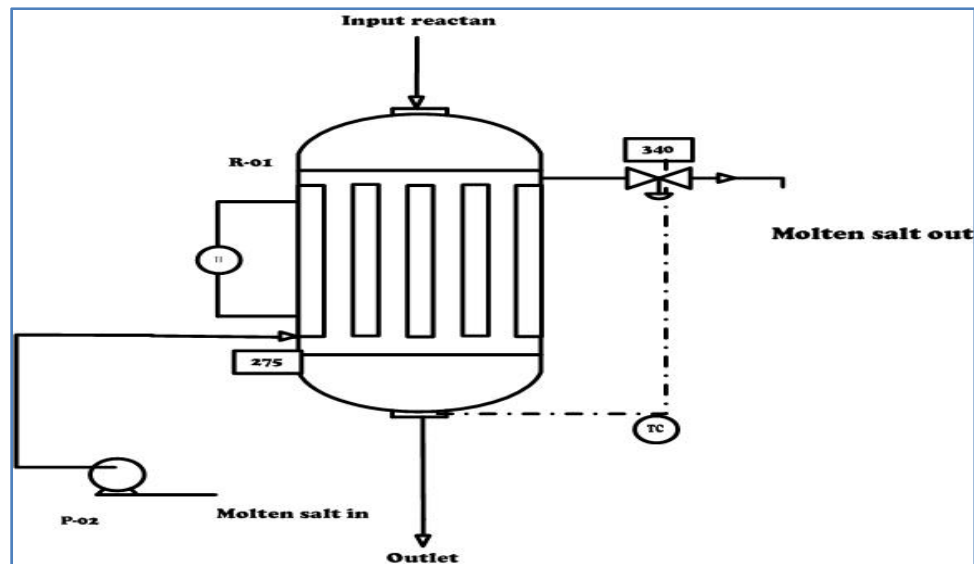 Input reactan
340
R-01
Molten salt out
275
TC
Molten salt in
P-02
Outlet